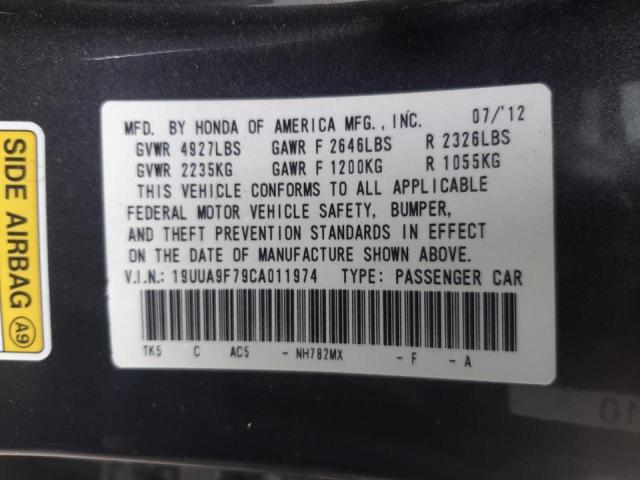 MFD. BY HONDA OF AMERICA MFG., INC. 07/'12
GVWR 4927LBS GAWR F 2646LBS R 2326LBS
GVWR 2235KG GAWR F 1200KG R 1055KG
THIS VEHICLE CONFORMS TO ALL APPLICABLE
FEDERAL MOTOR VEHICLE SAFETY, BUMPER,
AND THEFT PREVENTION STANDARDS IN EFFECT
ON THE DATE OF MANUFACTURE SHOWN ABOVE.
V.I.N.: 19UUA9F79CA011974 TYPE: PASSENGER CAR
TK5 C AC5 - NH782MX - F - A
SIDE AIRBAG A9